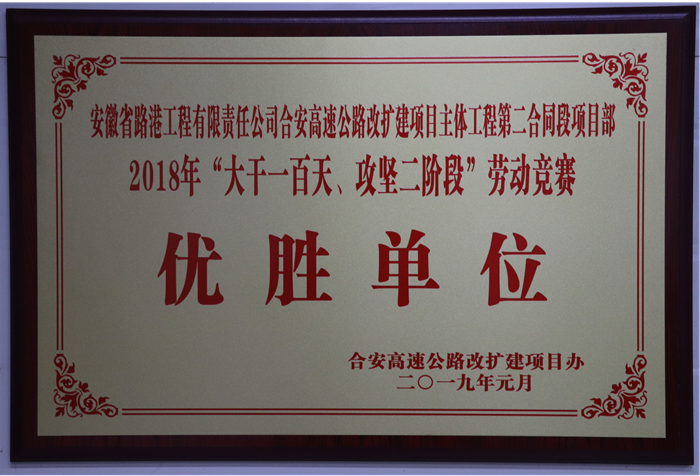 安徽省路港工程有限责任公司合安高速公路改扩建项目主体工程第二合同段项目部
2018年“大干一百天、攻坚二阶段”劳动竞赛
优胜单位
合安高速公路改扩建项目办
二〇一九年元月